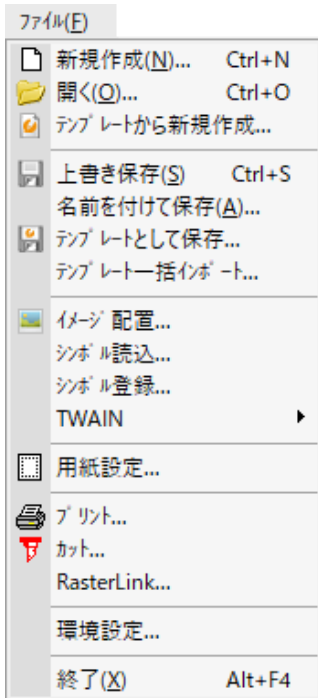 ﾌｧｲﾙ(F)
新規作成(N)... Ctrl+N
開く(O)... Ctrl+O
ﾃﾝﾌﾟﾚｰﾄから新規作成...
上書き保存(S) Ctrl+S
名前を付けて保存(A)...
ﾃﾝﾌﾟﾚｰﾄとして保存...
ﾃﾝﾌﾟﾚｰﾄ一括ｲﾝﾎﾟｰﾄ...
ｲﾒｰｼﾞ配置...
ｼﾝﾎﾞﾙ読込...
ｼﾝﾎﾞﾙ登録...
TWAIN
用紙設定...
ﾌﾟﾘﾝﾄ...
ｶｯﾄ...
RasterLink...
環境設定...
終了(X) Alt+F4